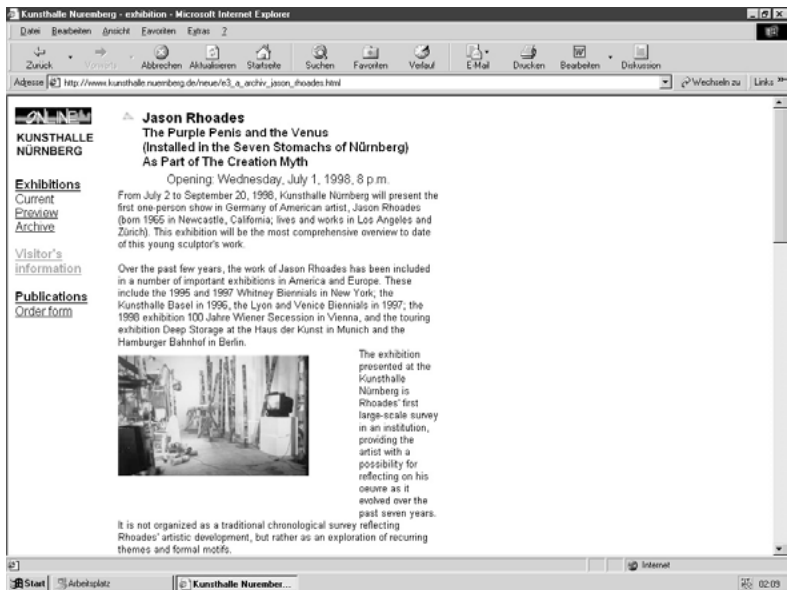 Kunsthalle Nuremberg - exhibition - Microsoft Internet Explorer
Datei Bearbeiten Ansicht Favoriten Extras ?
Zurück Vorwärts Abbrechen Aktualisieren Startseite Suchen Favoriten Verlauf E-Mail Drucken Bearbeiten Diskussion
Adresse http://www.kunsthalle.nuernberg.de/neue/e3_a_archiv_jason_rhoades.html Wechseln zu Links »
ONLINE
KUNSTHALLE
NÜRNBERG
Exhibitions
Current
Preview
Archive
Visitor's
information
Publications
Order form
Jason Rhoades
The Purple Penis and the Venus
(Installed in the Seven Stomachs of Nürnberg)
As Part of The Creation Myth
Opening: Wednesday, July 1, 1998, 8 p.m.
From July 2 to September 20, 1998, Kunsthalle Nürnberg will present the
first one-person show in Germany of American artist, Jason Rhoades
(born 1965 in Newcastle, California; lives and works in Los Angeles and
Zürich). This exhibition will be the most comprehensive overview to date
of this young sculptor's work.
Over the past few years, the work of Jason Rhoades has been included
in a number of important exhibitions in America and Europe. These
include the 1995 and 1997 Whitney Biennials in New York; the
Kunsthalle Basel in 1996, the Lyon and Venice Biennials in 1997; the
1998 exhibition 100 Jahre Wiener Secession in Vienna, and the touring
exhibition Deep Storage at the Haus der Kunst in Munich and the
Hamburger Bahnhof in Berlin.
The exhibition
presented at the
Kunsthalle
Nürnberg is
Rhoades' first
large-scale survey
in an institution,
providing the
artist with a
possibility for
reflecting on his
oeuvre as it
evolved over the
past seven years.
It is not organized as a traditional chronological survey reflecting
Rhoades' artistic development, but rather as an exploration of recurring
themes and formal motifs.
Internet
Start Arbeitsplatz Kunsthalle Nurember... 02:09